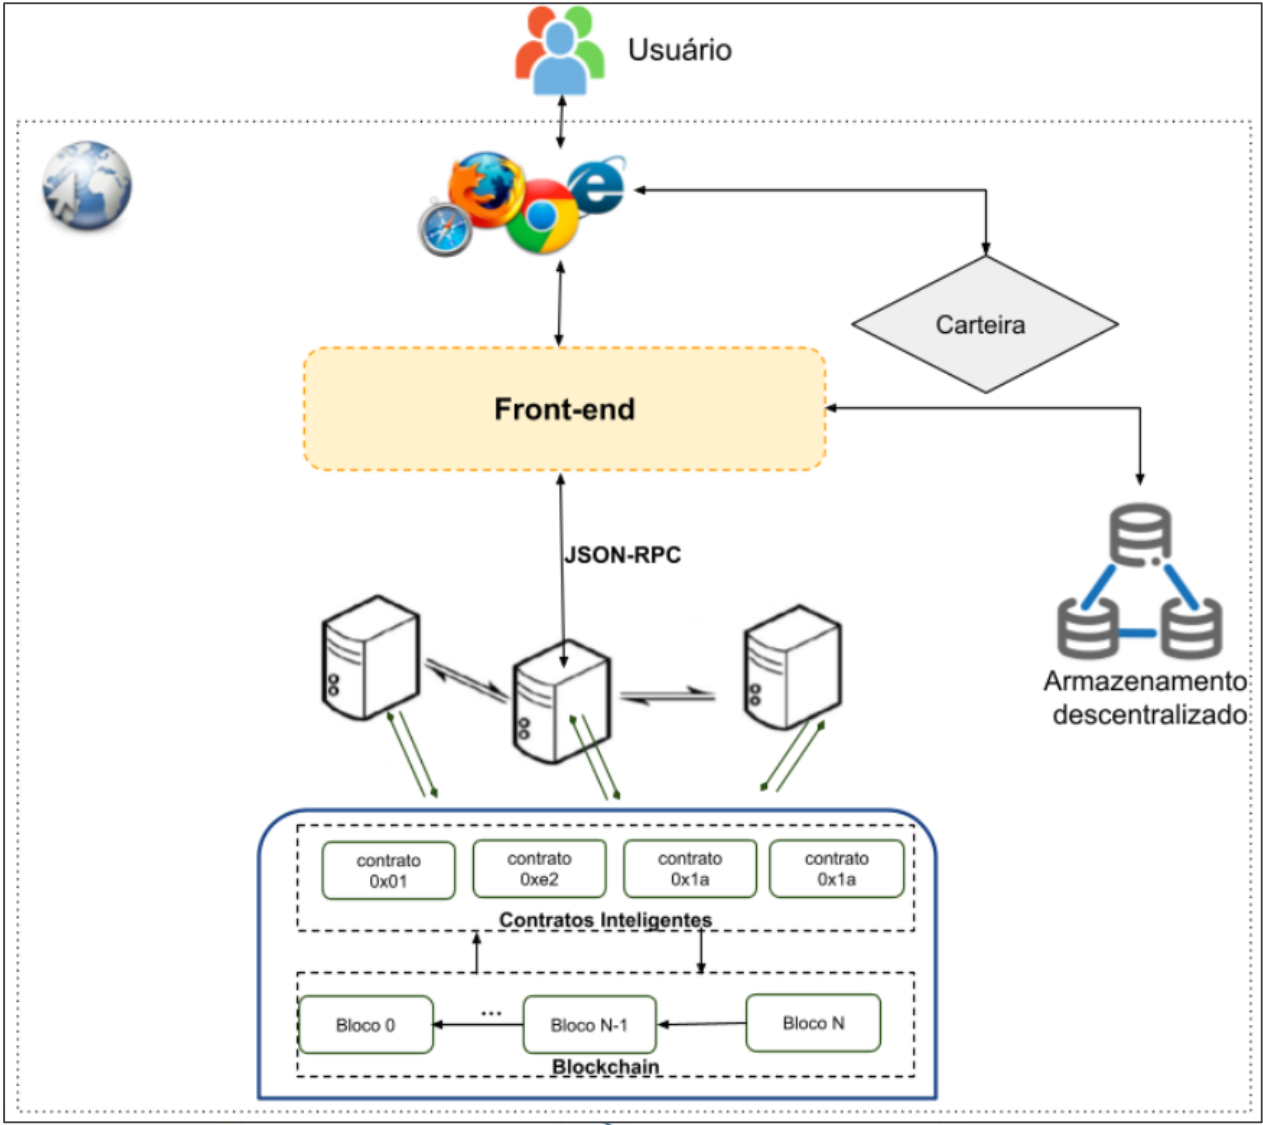 Usuário
Carteira
Front-end
JSON-RPC
Armazenamento
descentralizado
contrato
0x01
contrato
0xe2
contrato
0x1a
contrato
0x1a
Contratos Inteligentes
Bloco 0
...
Bloco N-1
Bloco N
Blockchain